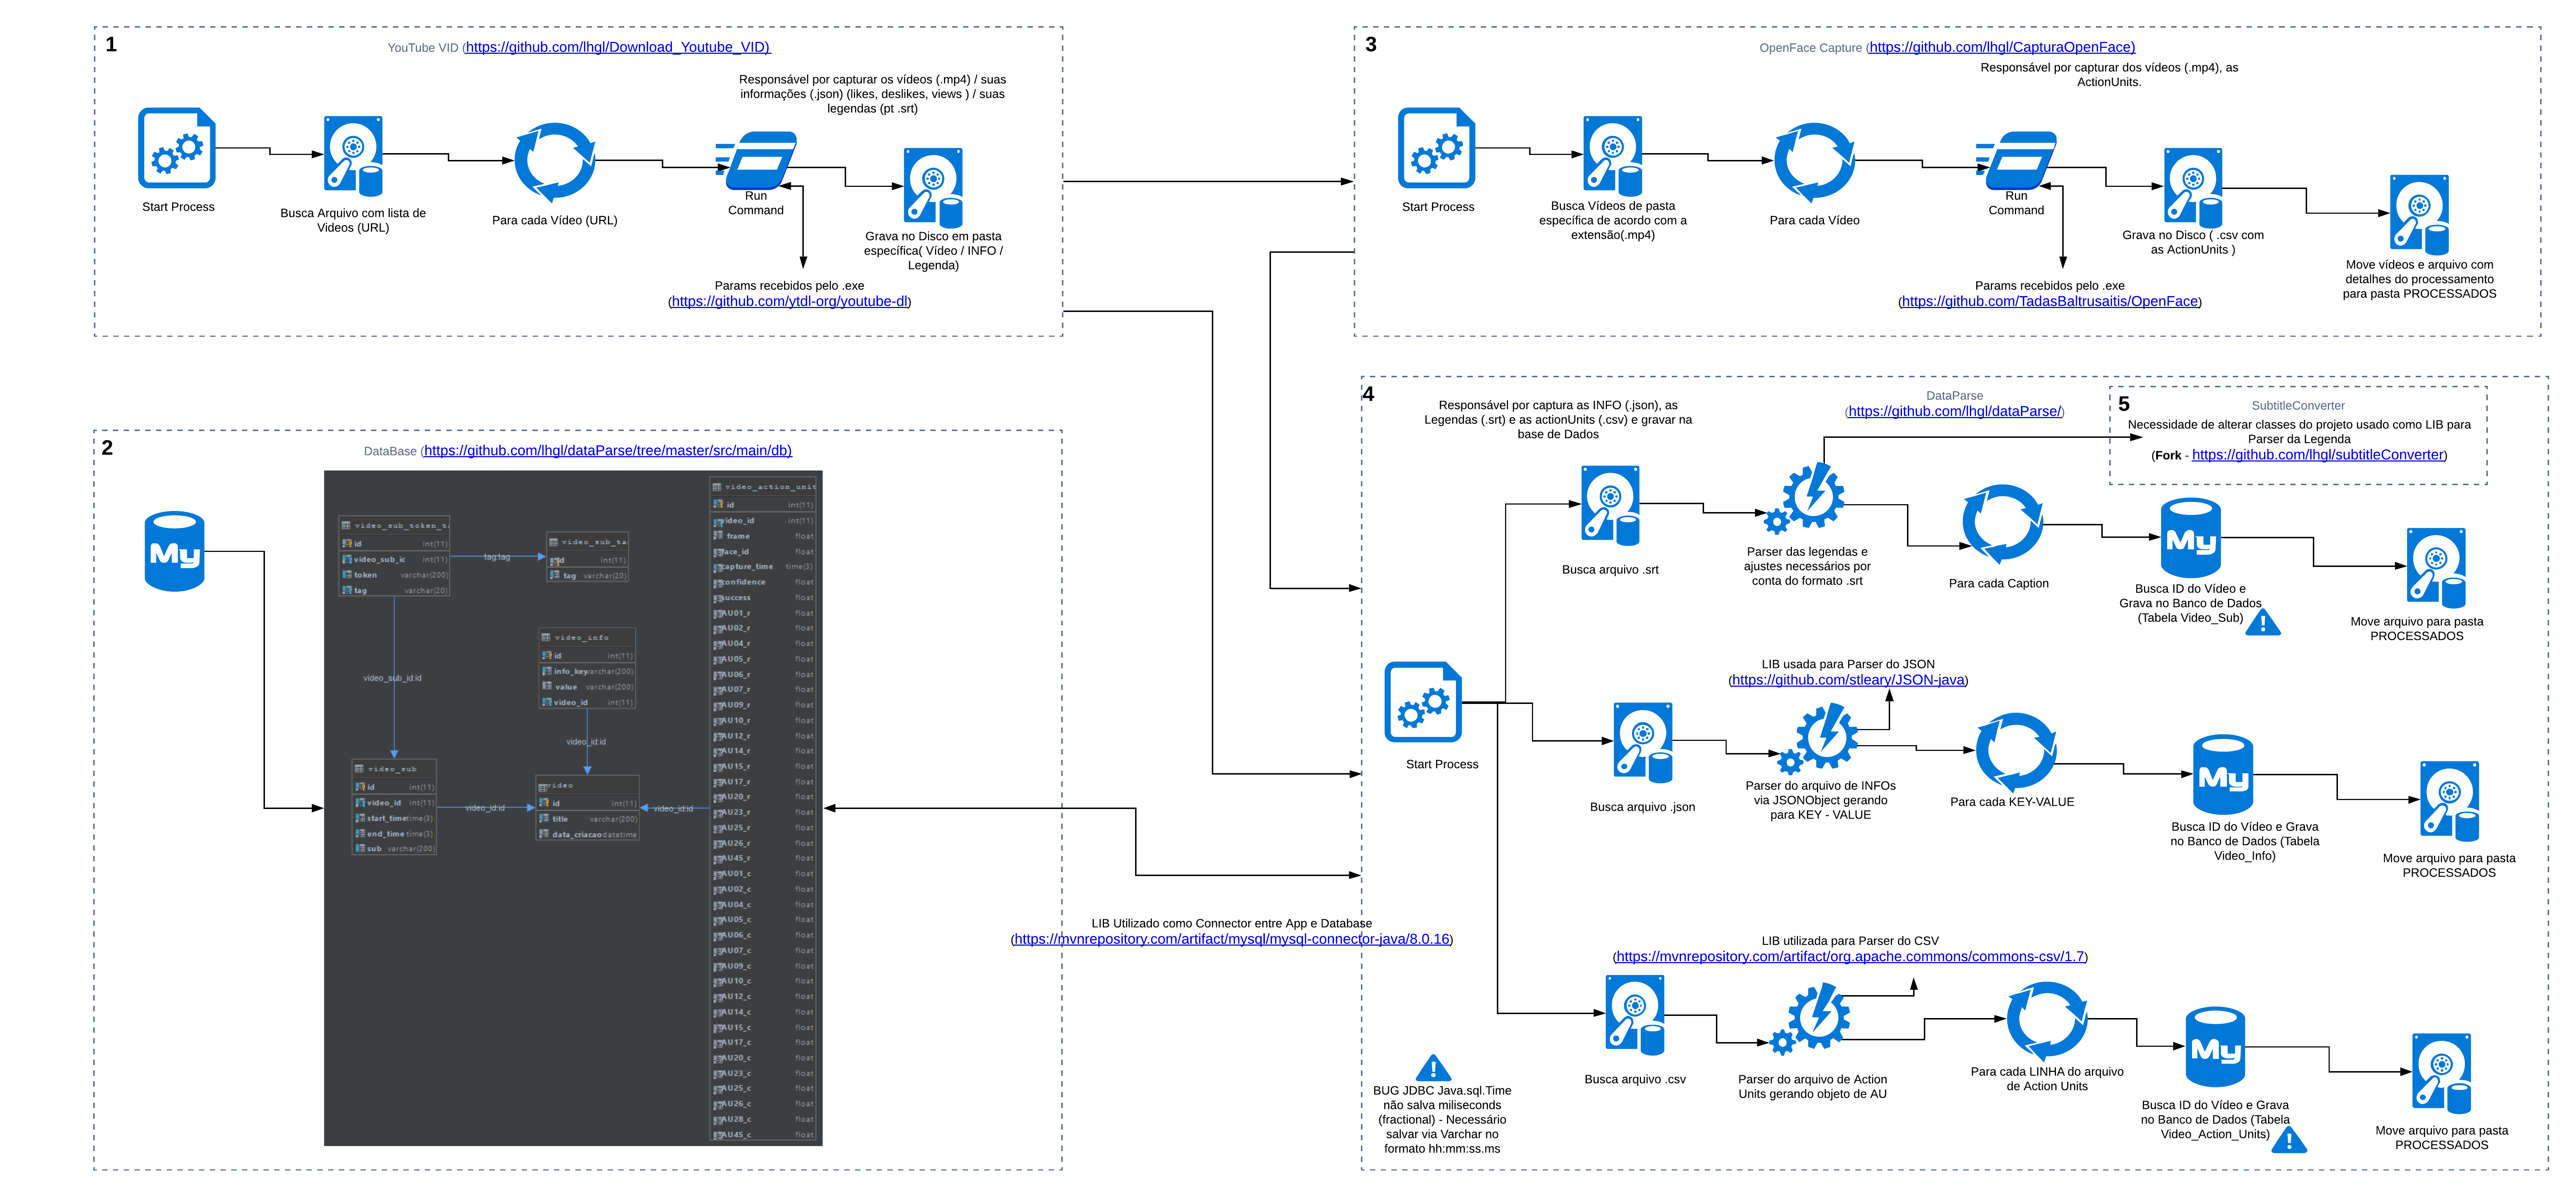 1
YouTube VID (https://github.com/lhgl/Download_Youtube_VID)
Responsável por capturar os vídeos (.mp4) / suas
informações (.json) (likes, deslikes, views ) / suas
legendas (pt .srt)
Start Process
Busca Arquivo com lista de
Videos (URL)
Para cada Vídeo (URL)
Run
Command
Grava no Disco em pasta
específica( Vídeo / INFO /
Legenda)
Params recebidos pelo .exe
(https://github.com/ytdl-org/youtube-dl)
3
OpenFace Capture (https://github.com/lhgl/CapturaOpenFace)
Responsável por capturar dos vídeos (.mp4), as
ActionUnits.
Start Process
Busca Vídeos de pasta
específica de acordo com a
extensão(.mp4)
Para cada Vídeo
Run
Command
Grava no Disco ( .csv com
as ActionUnits )
Move vídeos e arquivo com
detalhes do processamento
para pasta PROCESSADOS
Params recebidos pelo .exe
(https://github.com/TadasBaltrusaitis/OpenFace)
2
DataBase (https://github.com/lhgl/dataParse/tree/master/src/main/db)
My
video_sub_token_t
id int(11)
video_sub_ic int(11)
token varchar(200)
tag varchar(20)
tag:tag
video_sub_ta
id int(11)
tag varchar(20)
video_sub_id:id
video_info
id int(11)
info_key varchar(200)
value varchar(200)
video_id int(11)
video_id:id
video_sub
id int(11)
video_id int(11)
start_time time(3)
end_time time(3)
sub varchar(200)
video_id:id
video
id int(11)
title varchar(200)
data_criacao datetime
video_id:id
video_action_unit
id int(11)
video_id int(11)
frame float
face_id float
capture_time time(3)
confidence float
success float
AU01_r float
AU02_r float
AU04_r float
AU05_r float
AU06_r float
AU07_r float
AU09_r float
AU10_r float
AU12_r float
AU14_r float
AU15_r float
AU17_r float
AU20_r float
AU23_r float
AU25_r float
AU26_r float
AU45_r float
AU01_c float
AU02_c float
AU04_c float
AU05_c float
AU06_c float
AU07_c float
AU09_c float
AU10_c float
AU12_c float
AU14_c float
AU15_c float
AU17_c float
AU20_c float
AU23_c float
AU25_c float
AU26_c float
AU28_c float
AU45_c float
LIB Utilizado como Connector entre App e Database
(https://mvnrepository.com/artifact/mysql/mysql-connector-java/8.0.16)
4
Responsável por captura as INFO (.json), as
Legendas (.srt) e as actionUnits (.csv) e gravar na
base de Dados
DataParse
(https://github.com/lhgl/dataParse/)
5
SubtitleConverter
Necessidade de alterar classes do projeto usado como LIB para
Parser da Legenda
(Fork - https://github.com/lhgl/subtitleConverter)
Busca arquivo .srt
Parser das legendas e
ajustes necessários por
conta do formato .srt
Para cada Caption
My
Busca ID do Vídeo e
Grava no Banco de Dados
(Tabela Video_Sub)
Move arquivo para pasta
PROCESSADOS
Start Process
LIB usada para Parser do JSON
(https://github.com/stleary/JSON-java)
Busca arquivo .json
Parser do arquivo de INFOs
via JSONObject gerando
para KEY - VALUE
Para cada KEY-VALUE
My
Busca ID do Vídeo e Grava
no Banco de Dados (Tabela
Video_Info)
Move arquivo para pasta
PROCESSADOS
LIB utilizada para Parser do CSV
(https://mvnrepository.com/artifact/org.apache.commons/commons-csv/1.7)
Busca arquivo .csv
Parser do arquivo de Action
Units gerando objeto de AU
Para cada LINHA do arquivo
de Action Units
My
Busca ID do Vídeo e Grava
no Banco de Dados (Tabela
Video_Action_Units)
Move arquivo para pasta
PROCESSADOS
BUG JDBC Java.sql.Time
não salva miliseconds
(fractional) - Necessário
salvar via Varchar no
formato hh:mm:ss.ms